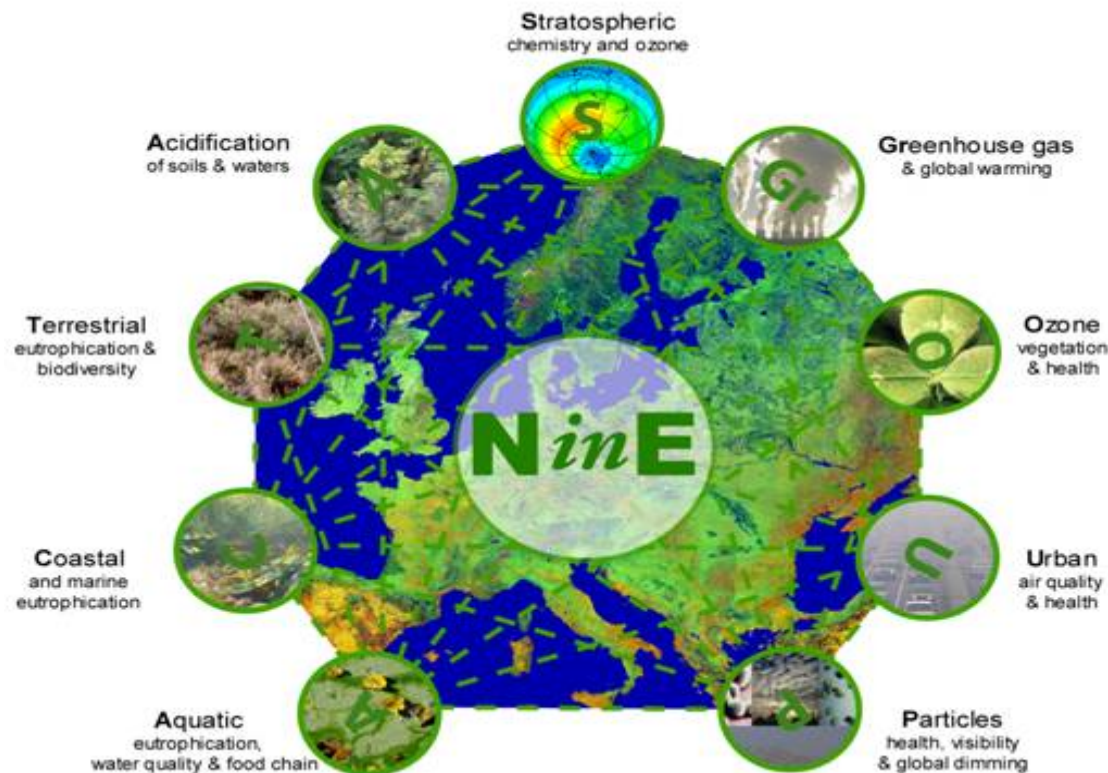 Stratospheric
chemistry and ozone
S
Acidification
of soils & waters
A
Greenhouse gas
& global warming
Gr
Terrestrial
eutrophication &
biodiversity
T
Ozone
vegetation
& health
O
NinE
Coastal
and marine
eutrophication
C
Urban
air quality
& health
U
Aquatic
eutrophication,
water quality & food chain
A
Particles
health, visibility
& global dimming
P